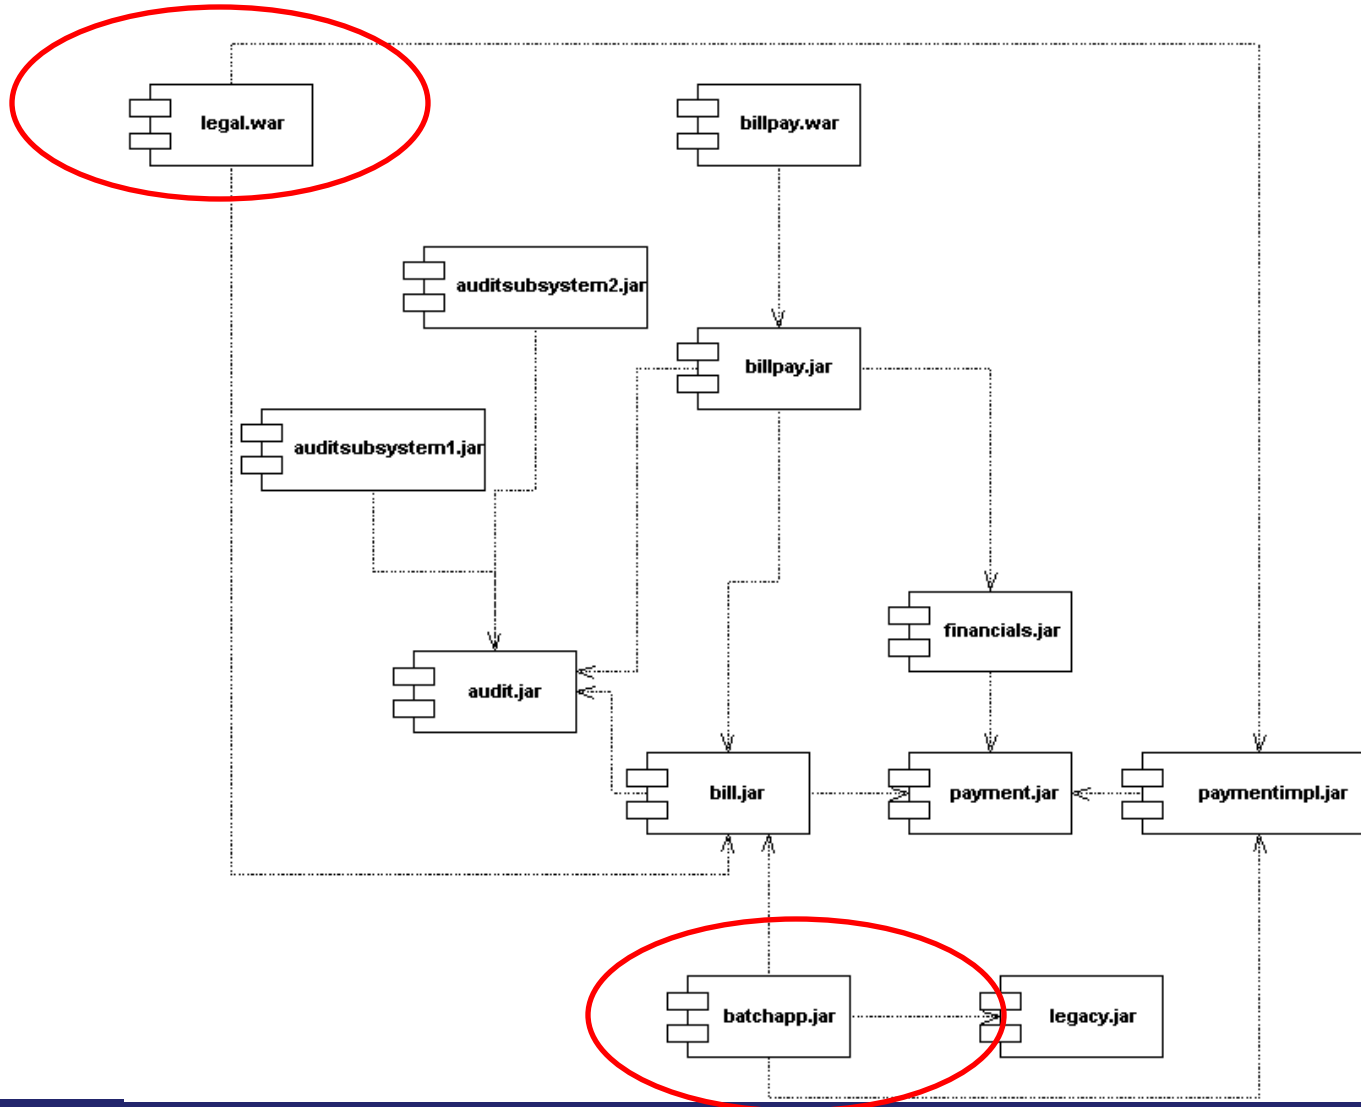 legal.war
billpay.war
auditsubsystem2.jar
billpay.jar
auditsubsystem1.jar
financials.jar
audit.jar
bill.jar
payment.jar
paymentimpl.jar
batchapp.jar
legacy.jar